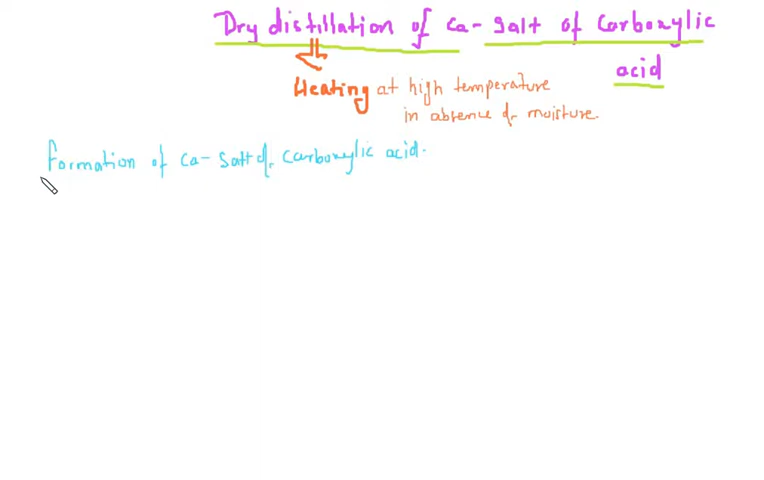 Dry distillation of Ca-salt of Carboxylic
acid
Heating at high temperature
in absence of moisture.
Formation of Ca-salt of carboxylic acid.